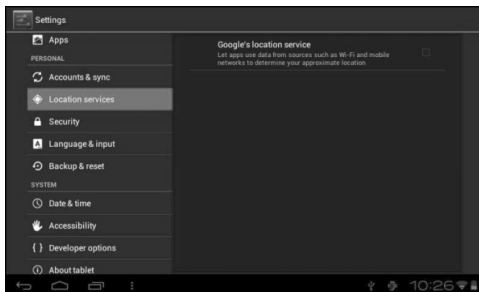 Settings
Apps
PERSONAL
Accounts & sync
Location services
Security
A Language & input
Backup & reset
SYSTEM
Date & time
Accessibility
{ } Developer options
About tablet
Google's location service
Let apps use data from sources such as Wi-Fi and mobile
networks to determine your approximate location
10:26